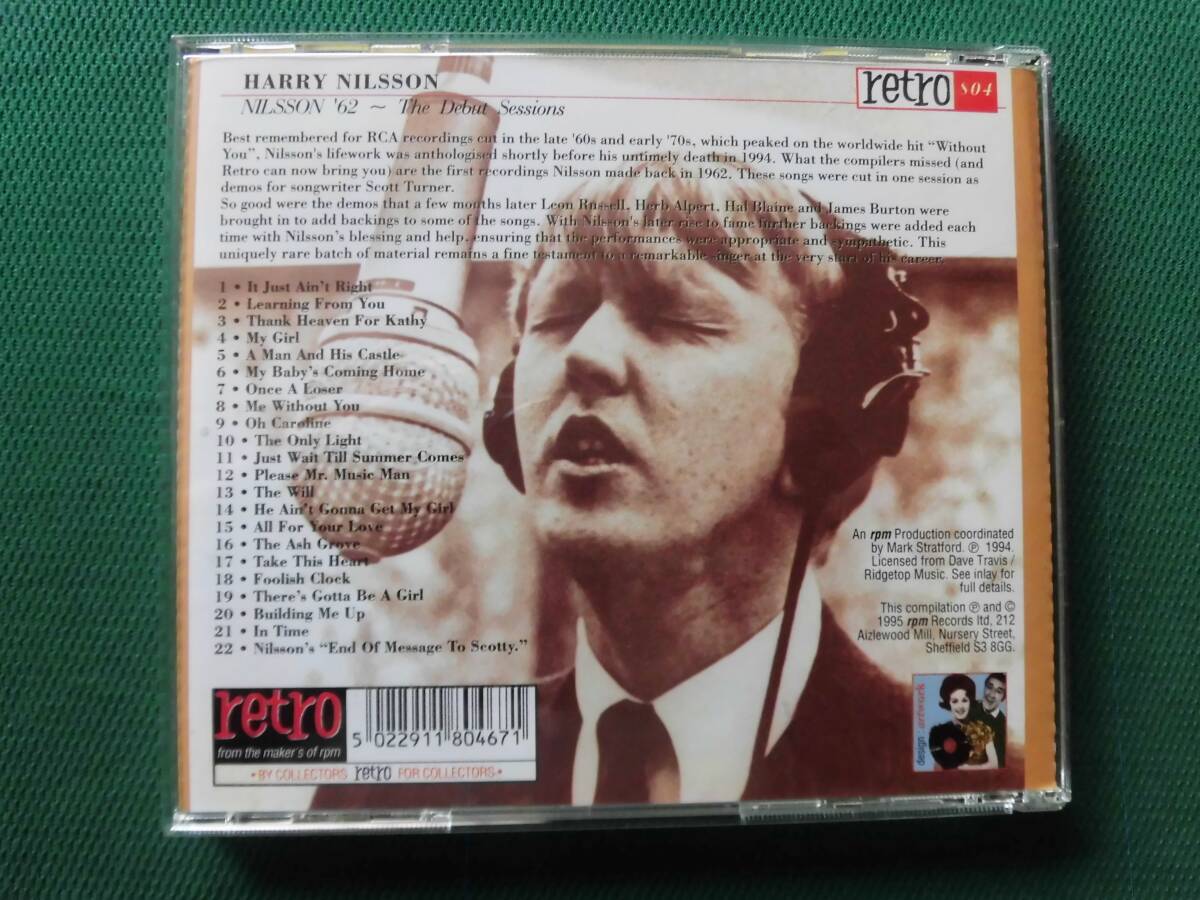 HARRY NILSSON
NILSSON '62 ~ The Debut Sessions
retro 804
Best remembered for RCA recordings cut in the late '60s and early '70s, which peaked on the worldwide hit "Without
You", Nilsson's lifework was anthologised shortly before his untimely death in 1994. What the compilers missed (and
Retro can now bring you) are the first recordings Nilsson made back in 1962. These songs were cut in one session as
demos for songwriter Scott Turner.
So good were the demos that a few months later Leon Russell, Herb Alpert, Hal Blaine and James Burton were
brought in to add backings to some of the songs. With Nilsson's later rise to fame further backings were added each
time with Nilsson's blessing and help, ensuring that the performances were appropriate and sympathetic. This
uniquely rare batch of material remains a fine testament to a remarkable singer at the very start of his career.
1 • It Just Ain't Right
2 • Learning From You
3 • Thank Heaven For Kathy
4 • My Girl
5 • A Man And His Castle
6 • My Baby's Coming Home
7 • Once A Loser
8 • Me Without You
9 • Oh Caroline
10 • The Only Light
11 • Just Wait Till Summer Comes
12 • Please Mr. Music Man
13 • The Will
14 • He Ain't Gonna Get My Girl
15 • All For Your Love
16 • The Ash Grove
17 • Take This Heart
18 • Foolish Clock
19 • There's Gotta Be A Girl
20 • Building Me Up
21 • In Time
22 • Nilsson's "End Of Message To Scotty."
An rpm Production coordinated
by Mark Stratford. ℗ 1994.
Licensed from Dave Travis /
Ridgetop Music. See inlay for
full details.
This compilation ℗ and ©
1995 rpm Records ltd, 212
Aizlewood Mill, Nursery Street,
Sheffield S3 8GG.
retro
from the maker's of rpm
5 022911 804671
• BY COLLECTORS retro FOR COLLECTORS •
design : artwork